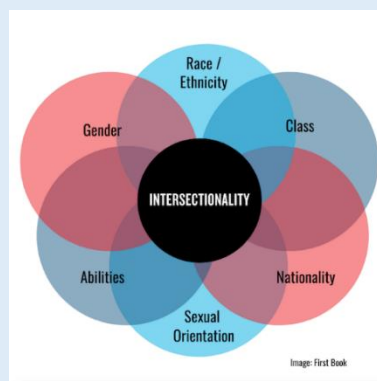 Race /
Ethnicity
Gender
Class
INTERSECTIONALITY
Abilities
Nationality
Sexual
Orientation
Image: First Book